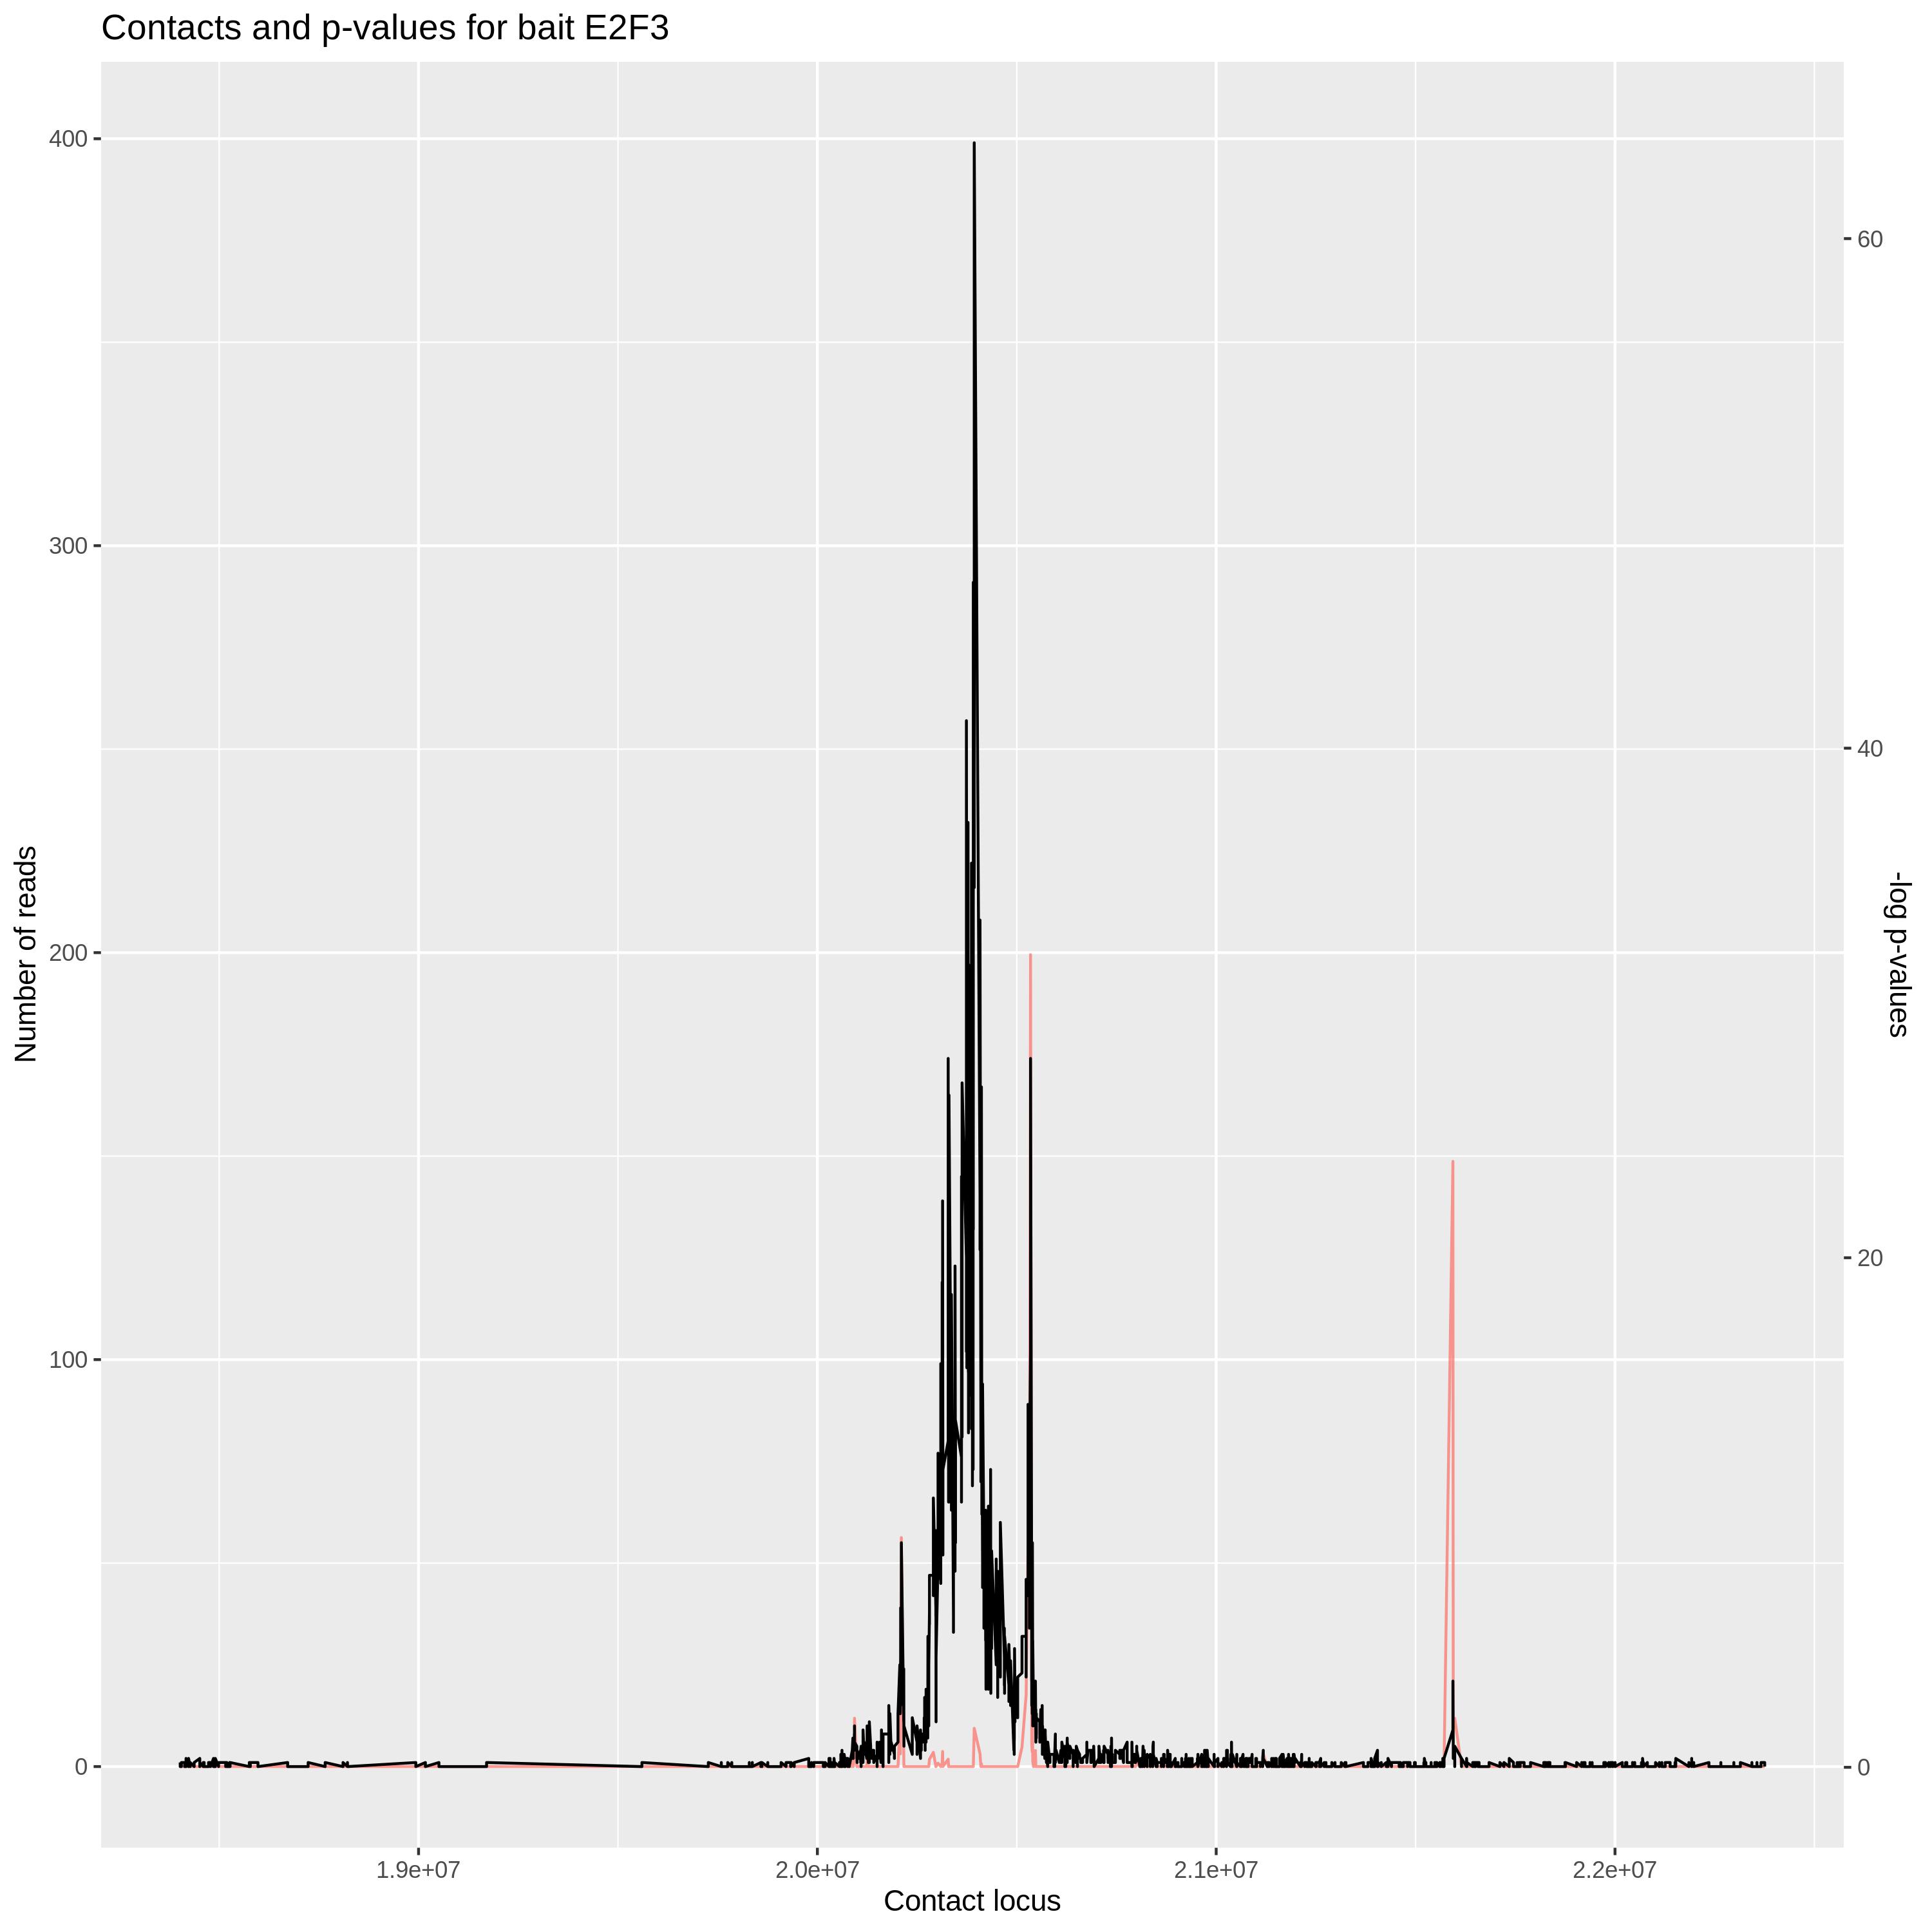 Contacts and p-values for bait E2F3
400
300
200
100
0
Number of reads
60
40
20
0
-log p-values
1.9e+07 2.0e+07 2.1e+07 2.2e+07
Contact locus